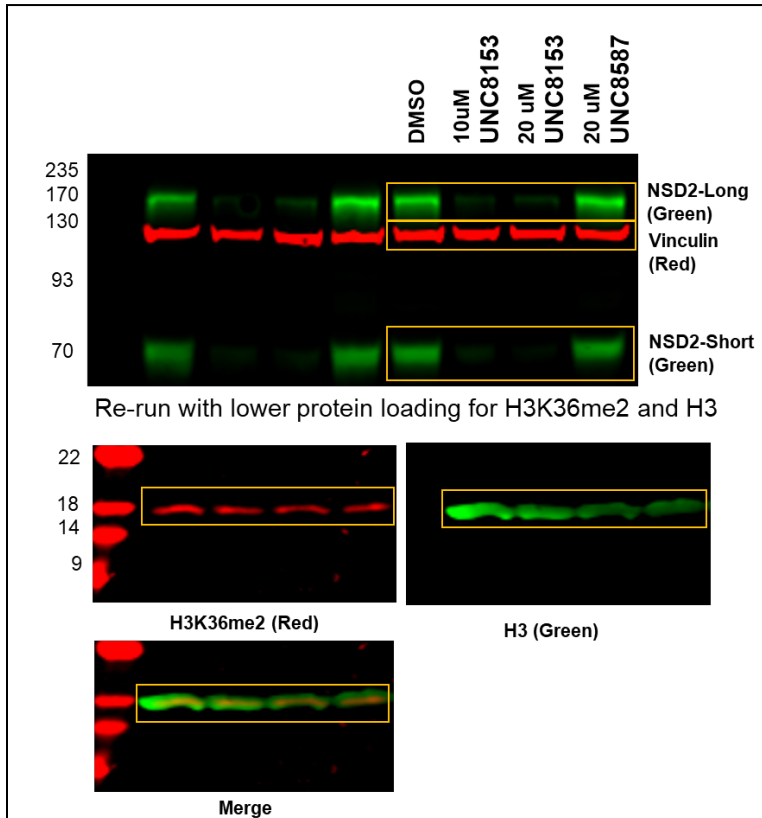 DMSO
10uM
UNC8153
20 uM
UNC8153
20 uM
UNC8587
235
170
130
93
70
NSD2-Long
(Green)
Vinculin
(Red)
NSD2-Short
(Green)
Re-run with lower protein loading for H3K36me2 and H3
22
18
14
9
H3K36me2 (Red)
H3 (Green)
Merge